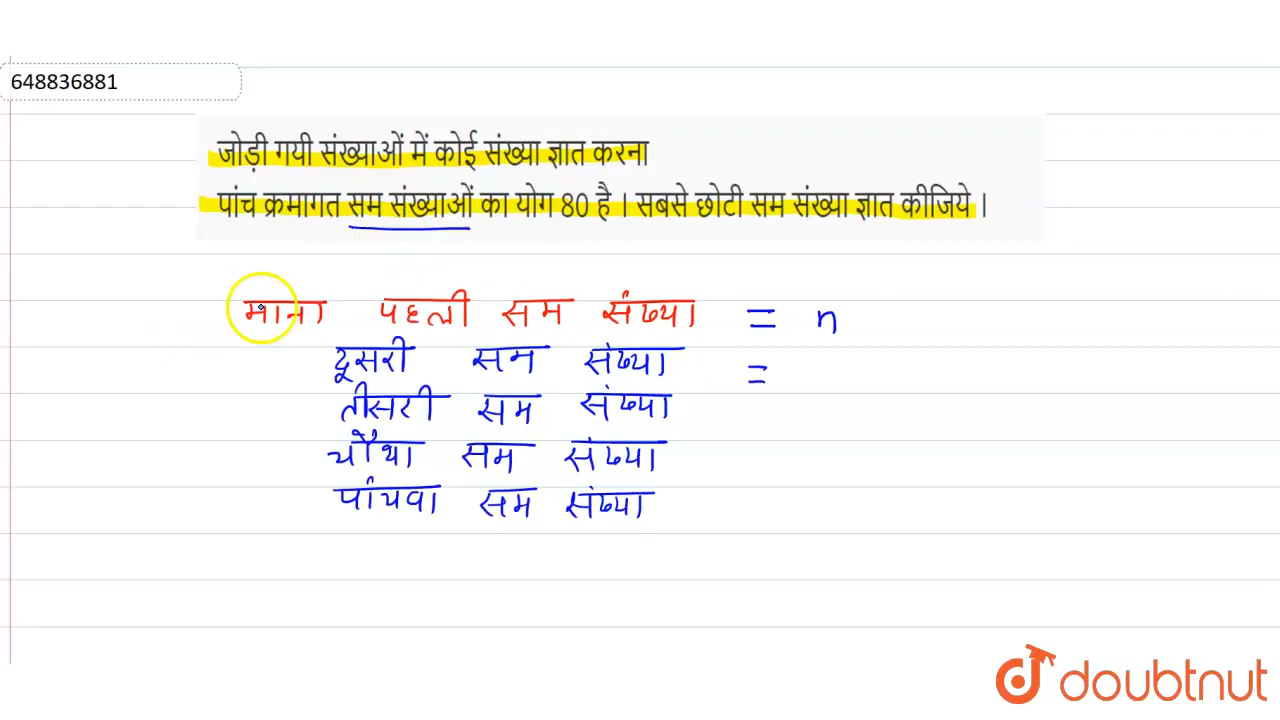 648836881
जोड़ी गयी संख्याओं में कोई संख्या ज्ञात करना
पांच क्रमागत सम संख्याओं का योग 80 है । सबसे छोटी सम संख्या ज्ञात कीजिये ।
माना पहली सम संख्या = n
दूसरी सम संख्या =
तीसरी सम संख्या
चौथा सम संख्या
पांचवा सम संख्या
doubtnut